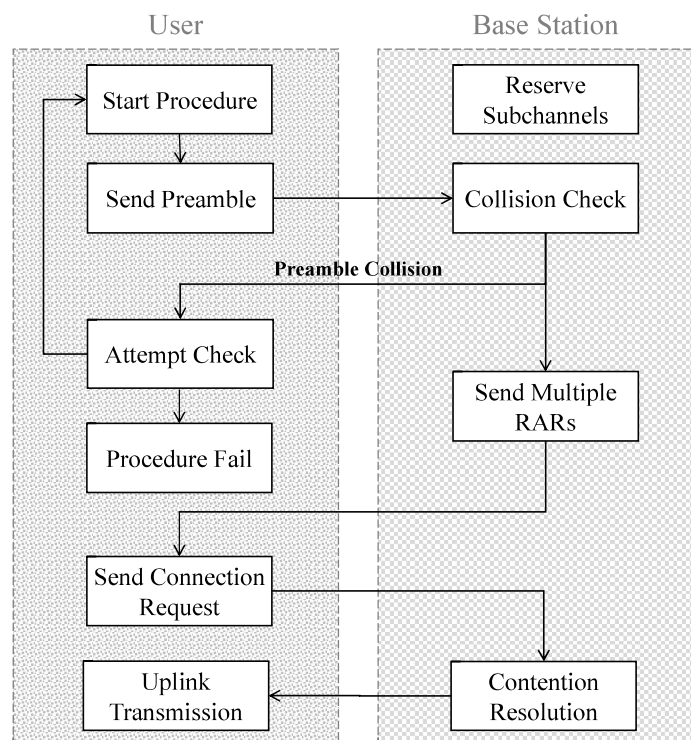 User
Base Station
Start Procedure
Reserve
Subchannels
Send Preamble
Collision Check
Preamble Collision
Attempt Check
Send Multiple
RARs
Procedure Fail
Send Connection
Request
Uplink
Transmission
Contention
Resolution